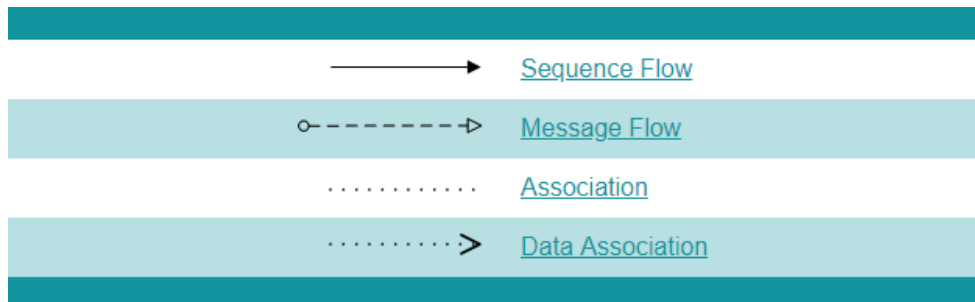 Sequence Flow
Message Flow
Association
Data Association